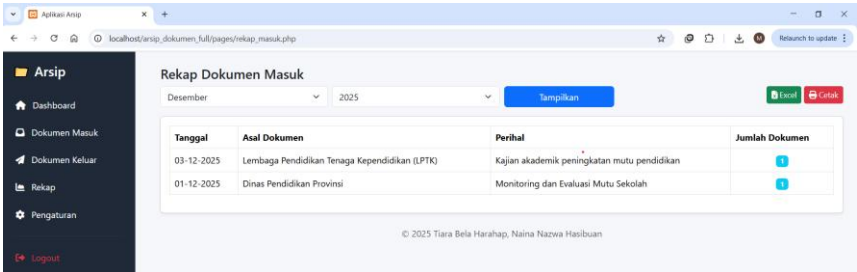 Aplikasi Arsip
localhost/arsip_dokumen_full/pages/rekap_masuk.php
M
Relaunch to update
Arsip
Dashboard
Dokumen Masuk
Dokumen Keluar
Rekap
Pengaturan
Logout
Rekap Dokumen Masuk
Desember 2025 Tampilkan Excel Cetak
Tanggal Asal Dokumen Perihal Jumlah Dokumen
03-12-2025 Lembaga Pendidikan Tenaga Kependidikan (LPTK) Kajian akademik peningkatan mutu pendidikan 1
01-12-2025 Dinas Pendidikan Provinsi Monitoring dan Evaluasi Mutu Sekolah 1
© 2025 Tiara Bela Harahap, Naina Nazwa Hasibuan